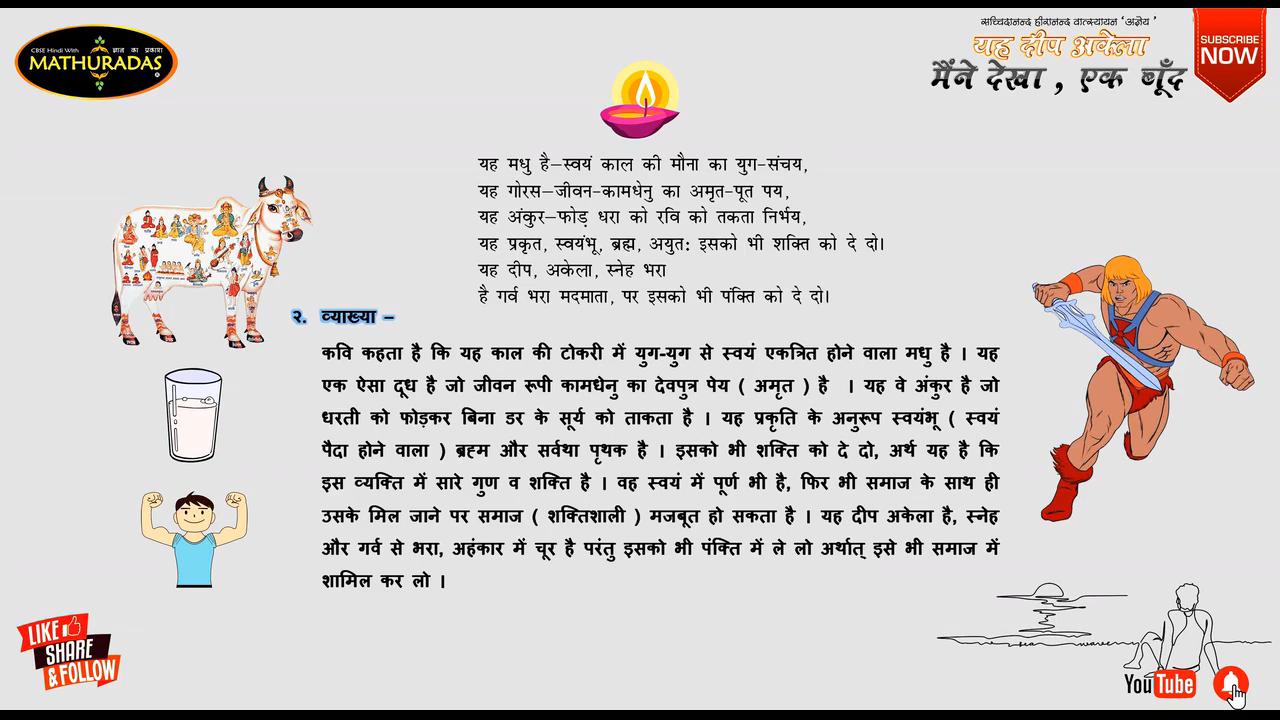 CBSE Hindi With ज्ञान का प्रकाश
MATHURADAS
सच्चिदानन्द हीरानन्द वात्स्यायन ‘अज्ञेय’
यह दीप अकेला
मैंने देखा , एक बूँद
SUBSCRIBE
NOW
यह मधु है–स्वयं काल की मौना का युग-संचय,
यह गोरस–जीवन-कामधेनु का अमृत-पूत पय,
यह अंकुर–फोड़ धरा को रवि को तकता निर्भय,
यह प्रकृत, स्वयंभू, ब्रह्म, अयुत: इसको भी शक्ति को दे दो।
यह दीप, अकेला, स्नेह भरा
है गर्व भरा मदमाता, पर इसको भी पंक्ति को दे दो।
२. व्याख्या –
कवि कहता है कि यह काल की टोकरी में युग-युग से स्वयं एकत्रित होने वाला मधु है । यह
एक ऐसा दूध है जो जीवन रूपी कामधेनु का देवपुत्र पेय ( अमृत ) है । यह वे अंकुर है जो
धरती को फोड़कर बिना डर के सूर्य को ताकता है । यह प्रकृति के अनुरूप स्वयंभू ( स्वयं
पैदा होने वाला ) ब्रह्म और सर्वथा पृथक है । इसको भी शक्ति को दे दो, अर्थ यह है कि
इस व्यक्ति में सारे गुण व शक्ति है । वह स्वयं में पूर्ण भी है, फिर भी समाज के साथ ही
उसके मिल जाने पर समाज ( शक्तिशाली ) मजबूत हो सकता है । यह दीप अकेला है, स्नेह
और गर्व से भरा, अहंकार में चूर है परंतु इसको भी पंक्ति में ले लो अर्थात् इसे भी समाज में
शामिल कर लो ।
LIKE
SHARE
& FOLLOW
YouTube